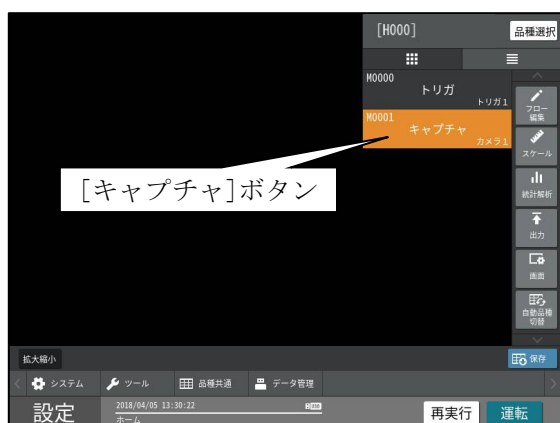 [H000]
品種選択
M0000
トリガ
トリガ1
M0001
キャプチャ
カメラ1
[キャプチャ]ボタン
フロー
編集
スケール
統計解析
出力
画面
自動品種
切替
拡大縮小
保存
システム
ツール
品種共通
データ管理
設定
2018/04/05 13:30:22
ホーム
再実行
運転